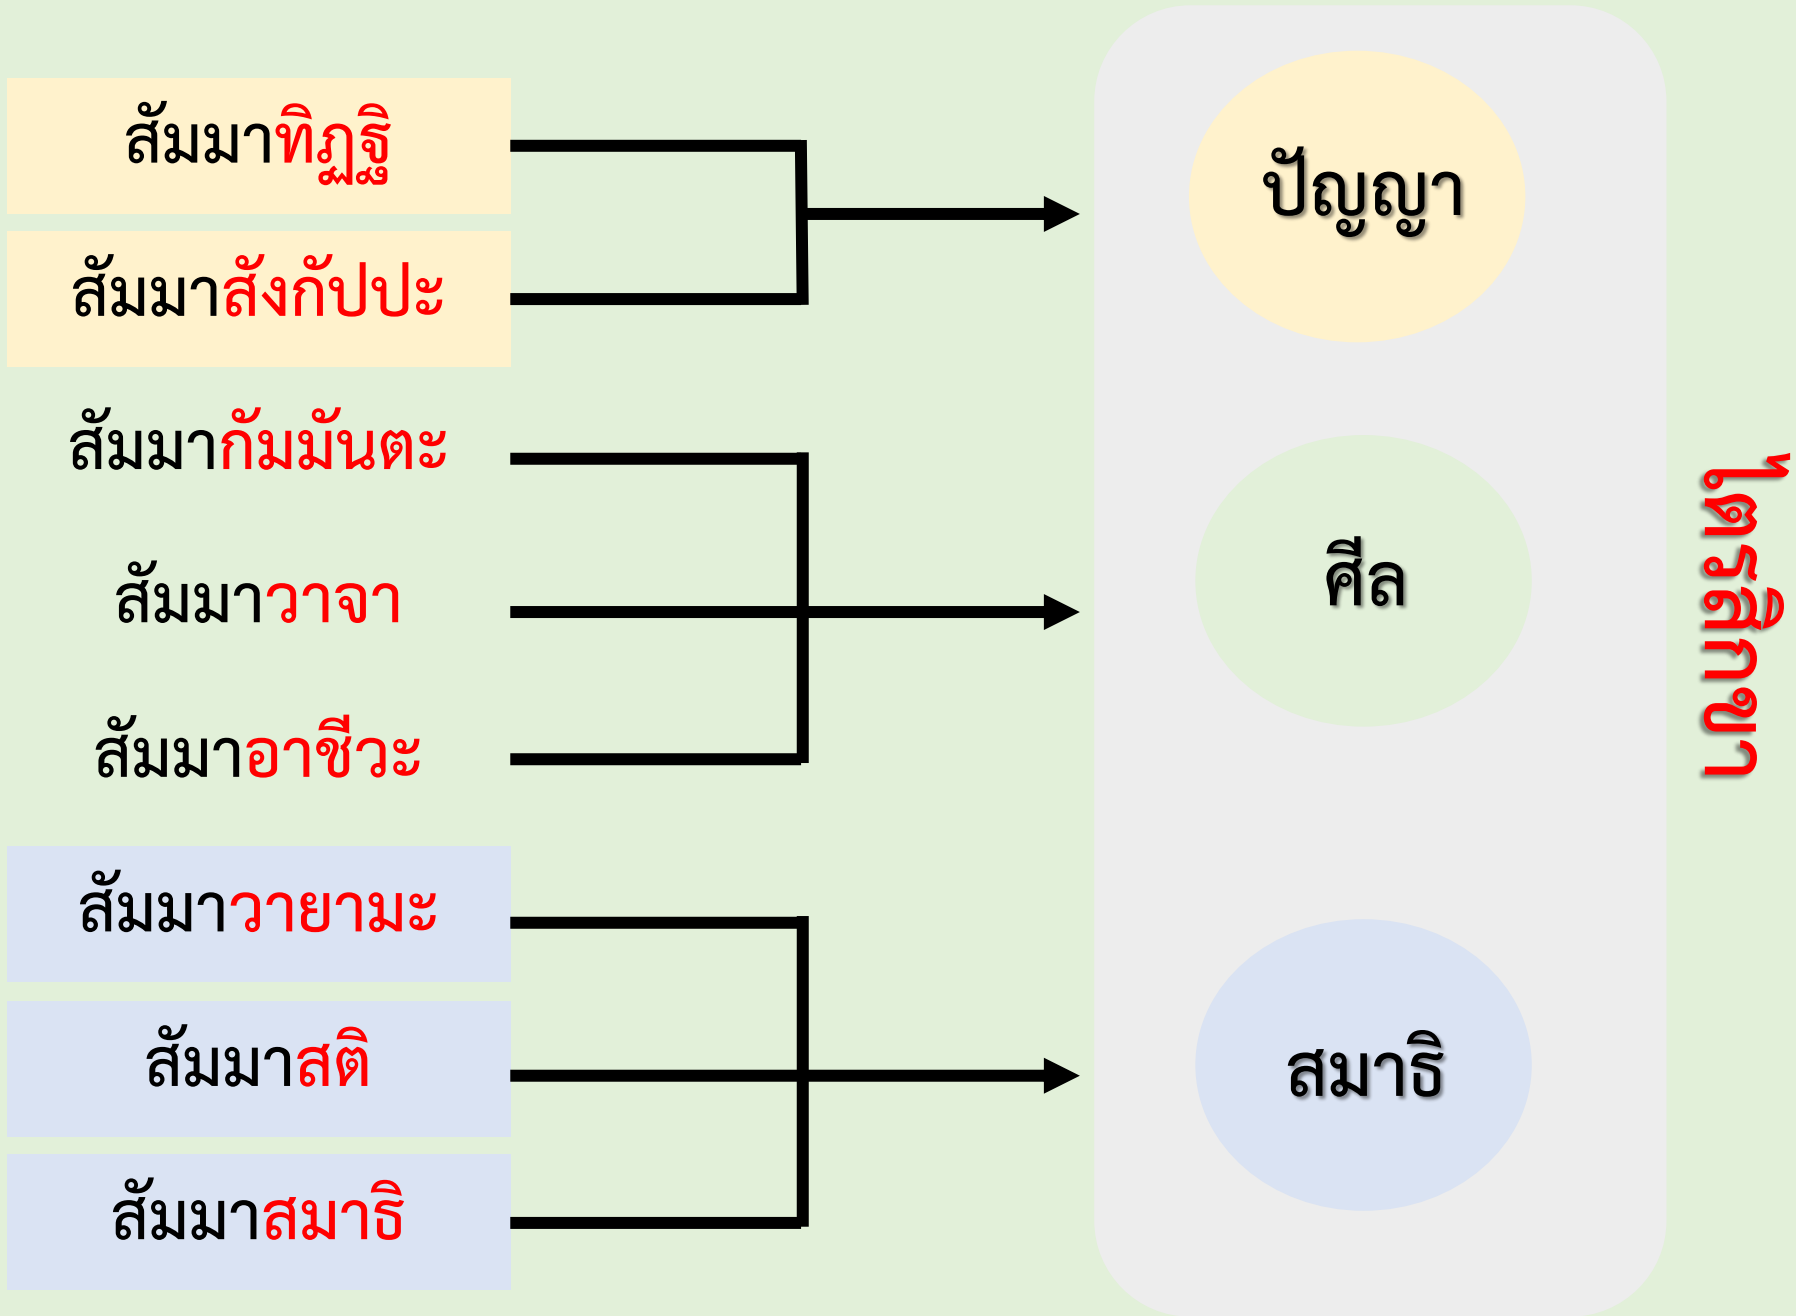 สัมมาทิฏฐิ
สัมมาสังกัปปะ
สัมมากัมมันตะ
สัมมาวาจา
สัมมาอาชีวะ
สัมมาวายามะ
สัมมาสติ
สัมมาสมาธิ
ปัญญา
ศีล
สมาธิ
ไตรสิกขา